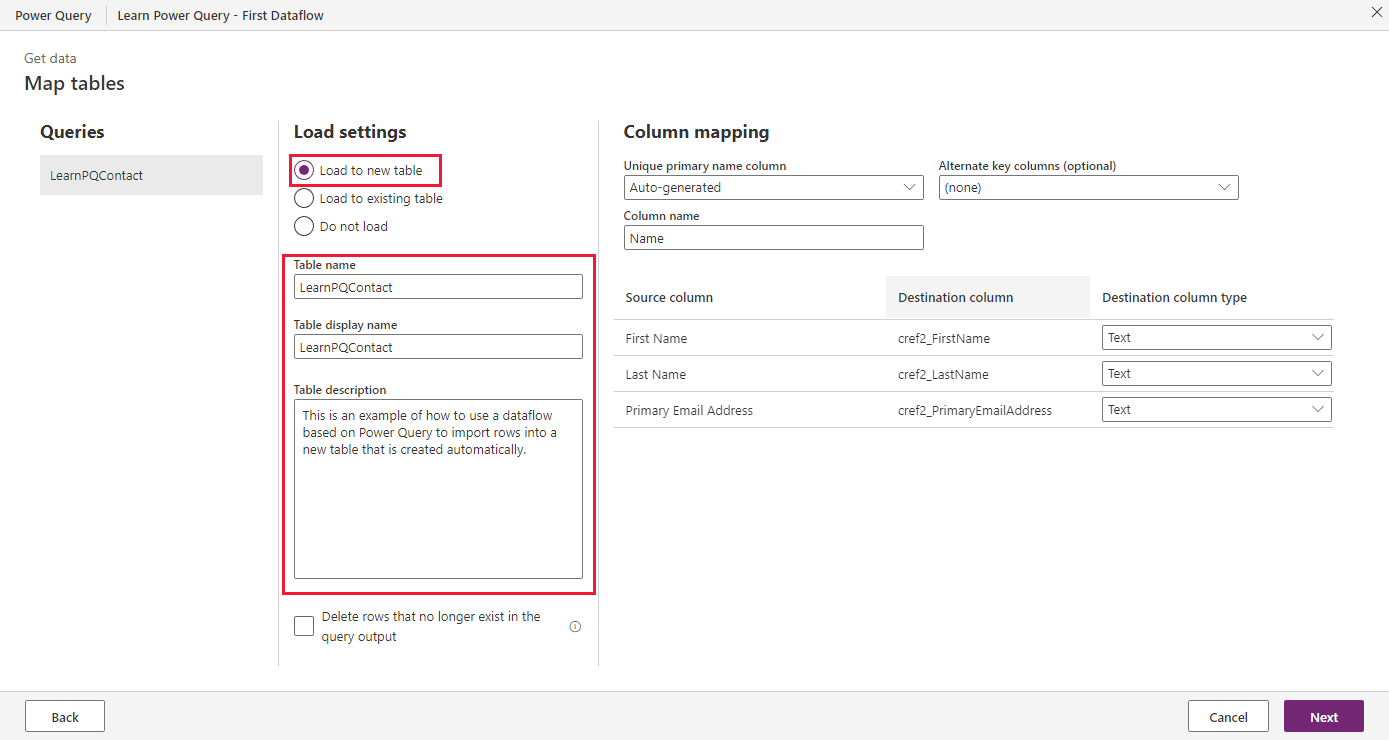 Power Query
Learn Power Query - First Dataflow
Get data
Map tables
Queries
LearnPQContact
Load settings
Load to new table
Load to existing table
Do not load
Table name
LearnPQContact
Table display name
LearnPQContact
Table description
This is an example of how to use a dataflow
based on Power Query to import rows into a
new table that is created automatically.
Delete rows that no longer exist in the
query output
Column mapping
Unique primary name column
Auto-generated
Alternate key columns (optional)
(none)
Column name
Name
Source column Destination column Destination column type
First Name cref2_FirstName Text
Last Name cref2_LastName Text
Primary Email Address cref2_PrimaryEmailAddress Text
Back
Cancel
Next